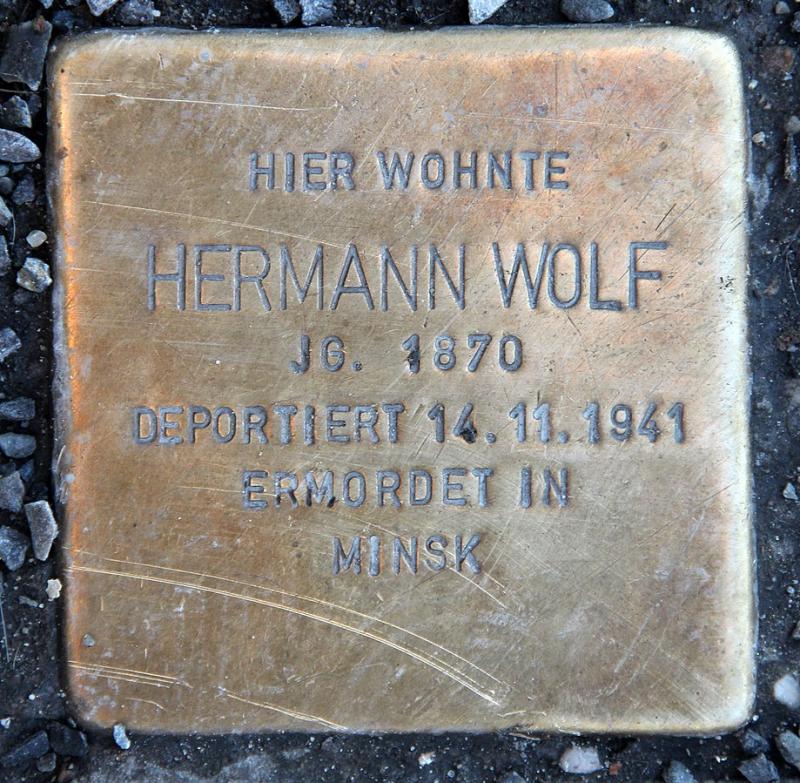 HIER WOHNTE
HERMANN WOLF
JG. 1870
DEPORTIERT 14.11.1941
ERMORDET IN
MINSK